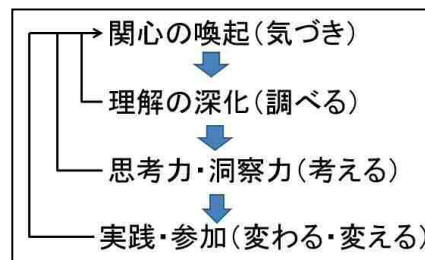 関心の喚起(気づき)
理解の深化(調べる)
思考力・洞察力(考える)
実践・参加(変わる・変える)